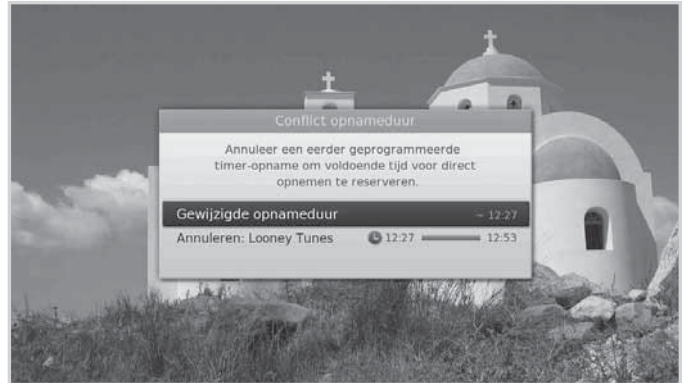 Conflict opnameduur
Annuleer een eerder geprogrammeerde
timer-opname om voldoende tijd voor direct
opnemen te reserveren.
Gewijzigde opnameduur ~ 12:27
Annuleren: Looney Tunes 12:27 12:53